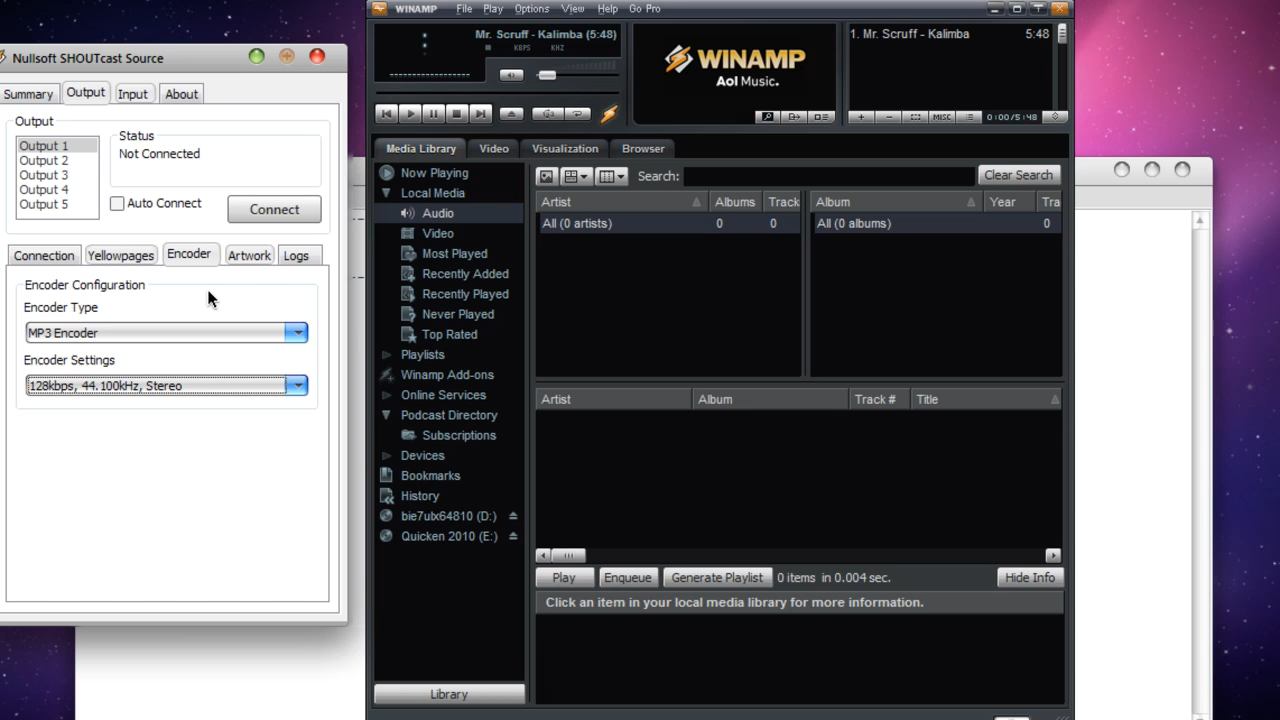 Nullsoft SHOUTcast Source
Summary Output Input About
Output
Output 1
Output 2
Output 3
Output 4
Output 5
Status
Not Connected
Auto Connect
Connect
Connection Yellowpages Encoder Artwork Logs
Encoder Configuration
Encoder Type
MP3 Encoder
Encoder Settings
128kbps, 44.100kHz, Stereo
WINAMP File Play Options View Help Go Pro
Mr. Scruff - Kalimba (5:48)
KBPS KHZ
WINAMP
Aol Music.
1. Mr. Scruff - Kalimba 5:48
MISC 0:00/5:48
Media Library Video Visualization Browser
Now Playing
Local Media
Audio
Video
Most Played
Recently Added
Recently Played
Never Played
Top Rated
Playlists
Winamp Add-ons
Online Services
Podcast Directory
Subscriptions
Devices
Bookmarks
History
bie7ulx64810 (D:)
Quicken 2010 (E:)
Library
Search: Clear Search
Artist Albums Track
All (0 artists) 0 0
Album Year Tra
All (0 albums) 0
Artist Album Track # Title
Play Enqueue Generate Playlist 0 items in 0.004 sec. Hide Info
Click an item in your local media library for more information.